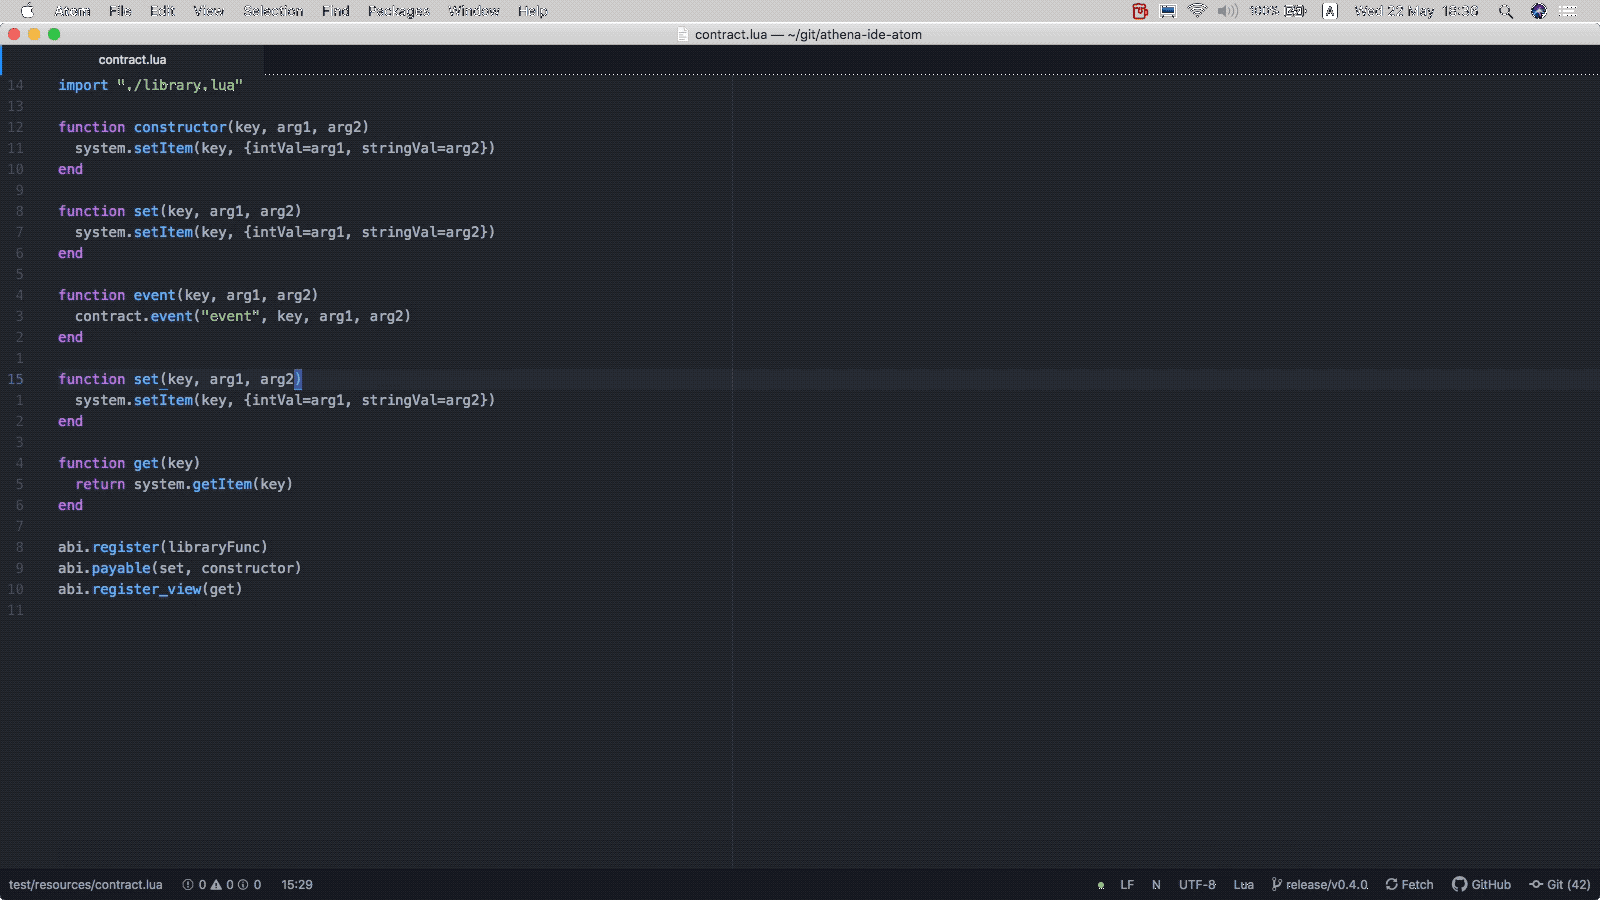 Atom File Edit View Selection Find Packages Window Help 100% A Wed 22 May 18:36
contract.lua — ~/git/athena-ide-atom
contract.lua
14 import "./library.lua"
13
12 function constructor(key, arg1, arg2)
11 system.setItem(key, {intVal=arg1, stringVal=arg2})
10 end
9
8 function set(key, arg1, arg2)
7 system.setItem(key, {intVal=arg1, stringVal=arg2})
6 end
5
4 function event(key, arg1, arg2)
3 contract.event("event", key, arg1, arg2)
2 end
1
15 function set(key, arg1, arg2)
1 system.setItem(key, {intVal=arg1, stringVal=arg2})
2 end
3
4 function get(key)
5 return system.getItem(key)
6 end
7
8 abi.register(libraryFunc)
9 abi.payable(set, constructor)
10 abi.register_view(get)
11
test/resources/contract.lua 0 0 0 15:29 LF N UTF-8 Lua release/v0.4.0 Fetch GitHub Git (42)